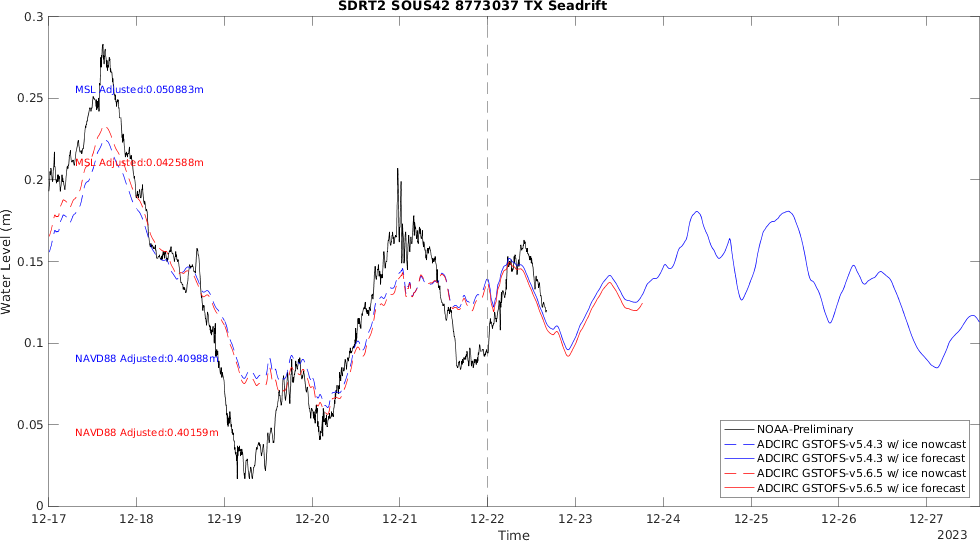 SDRT2 SOUS42 8773037 TX Seadrift
Water Level (m)
0.3
0.25
0.2
0.15
0.1
0.05
0
MSL Adjusted:0.050883m
MSL Adjusted:0.042588m
NAVD88 Adjusted:0.40988m
NAVD88 Adjusted:0.40159m
NOAA-Preliminary
ADCIRC GSTOFS-v5.4.3 w/ ice nowcast
ADCIRC GSTOFS-v5.4.3 w/ ice forecast
ADCIRC GSTOFS-v5.6.5 w/ ice nowcast
ADCIRC GSTOFS-v5.6.5 w/ ice forecast
12-17 12-18 12-19 12-20 12-21 12-22 12-23 12-24 12-25 12-26 12-27
Time
2023